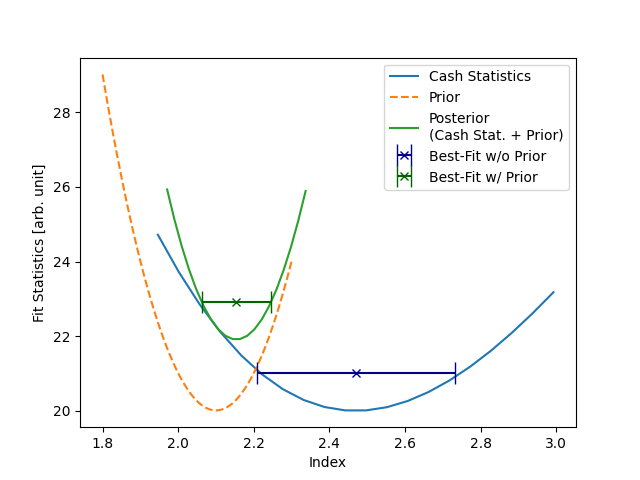 Cash Statistics
Prior
Posterior
(Cash Stat. + Prior)
Best-Fit w/o Prior
Best-Fit w/ Prior
Fit Statistics [arb. unit]
28
26
24
22
20
1.8 2.0 2.2 2.4 2.6 2.8 3.0
Index